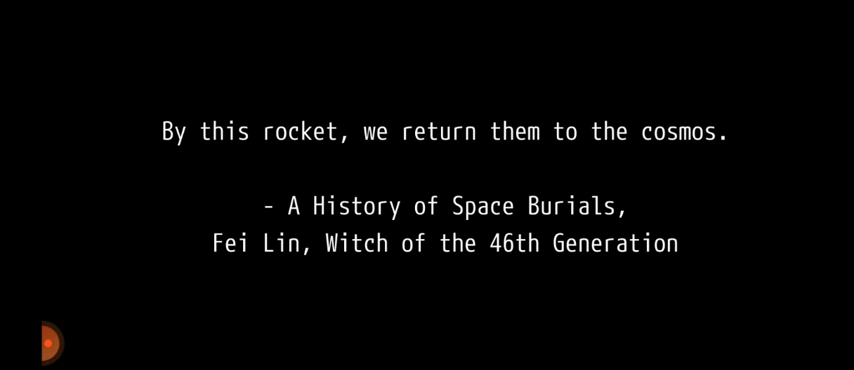 By this rocket, we return them to the cosmos.
- A History of Space Burials,
Fei Lin, Witch of the 46th Generation